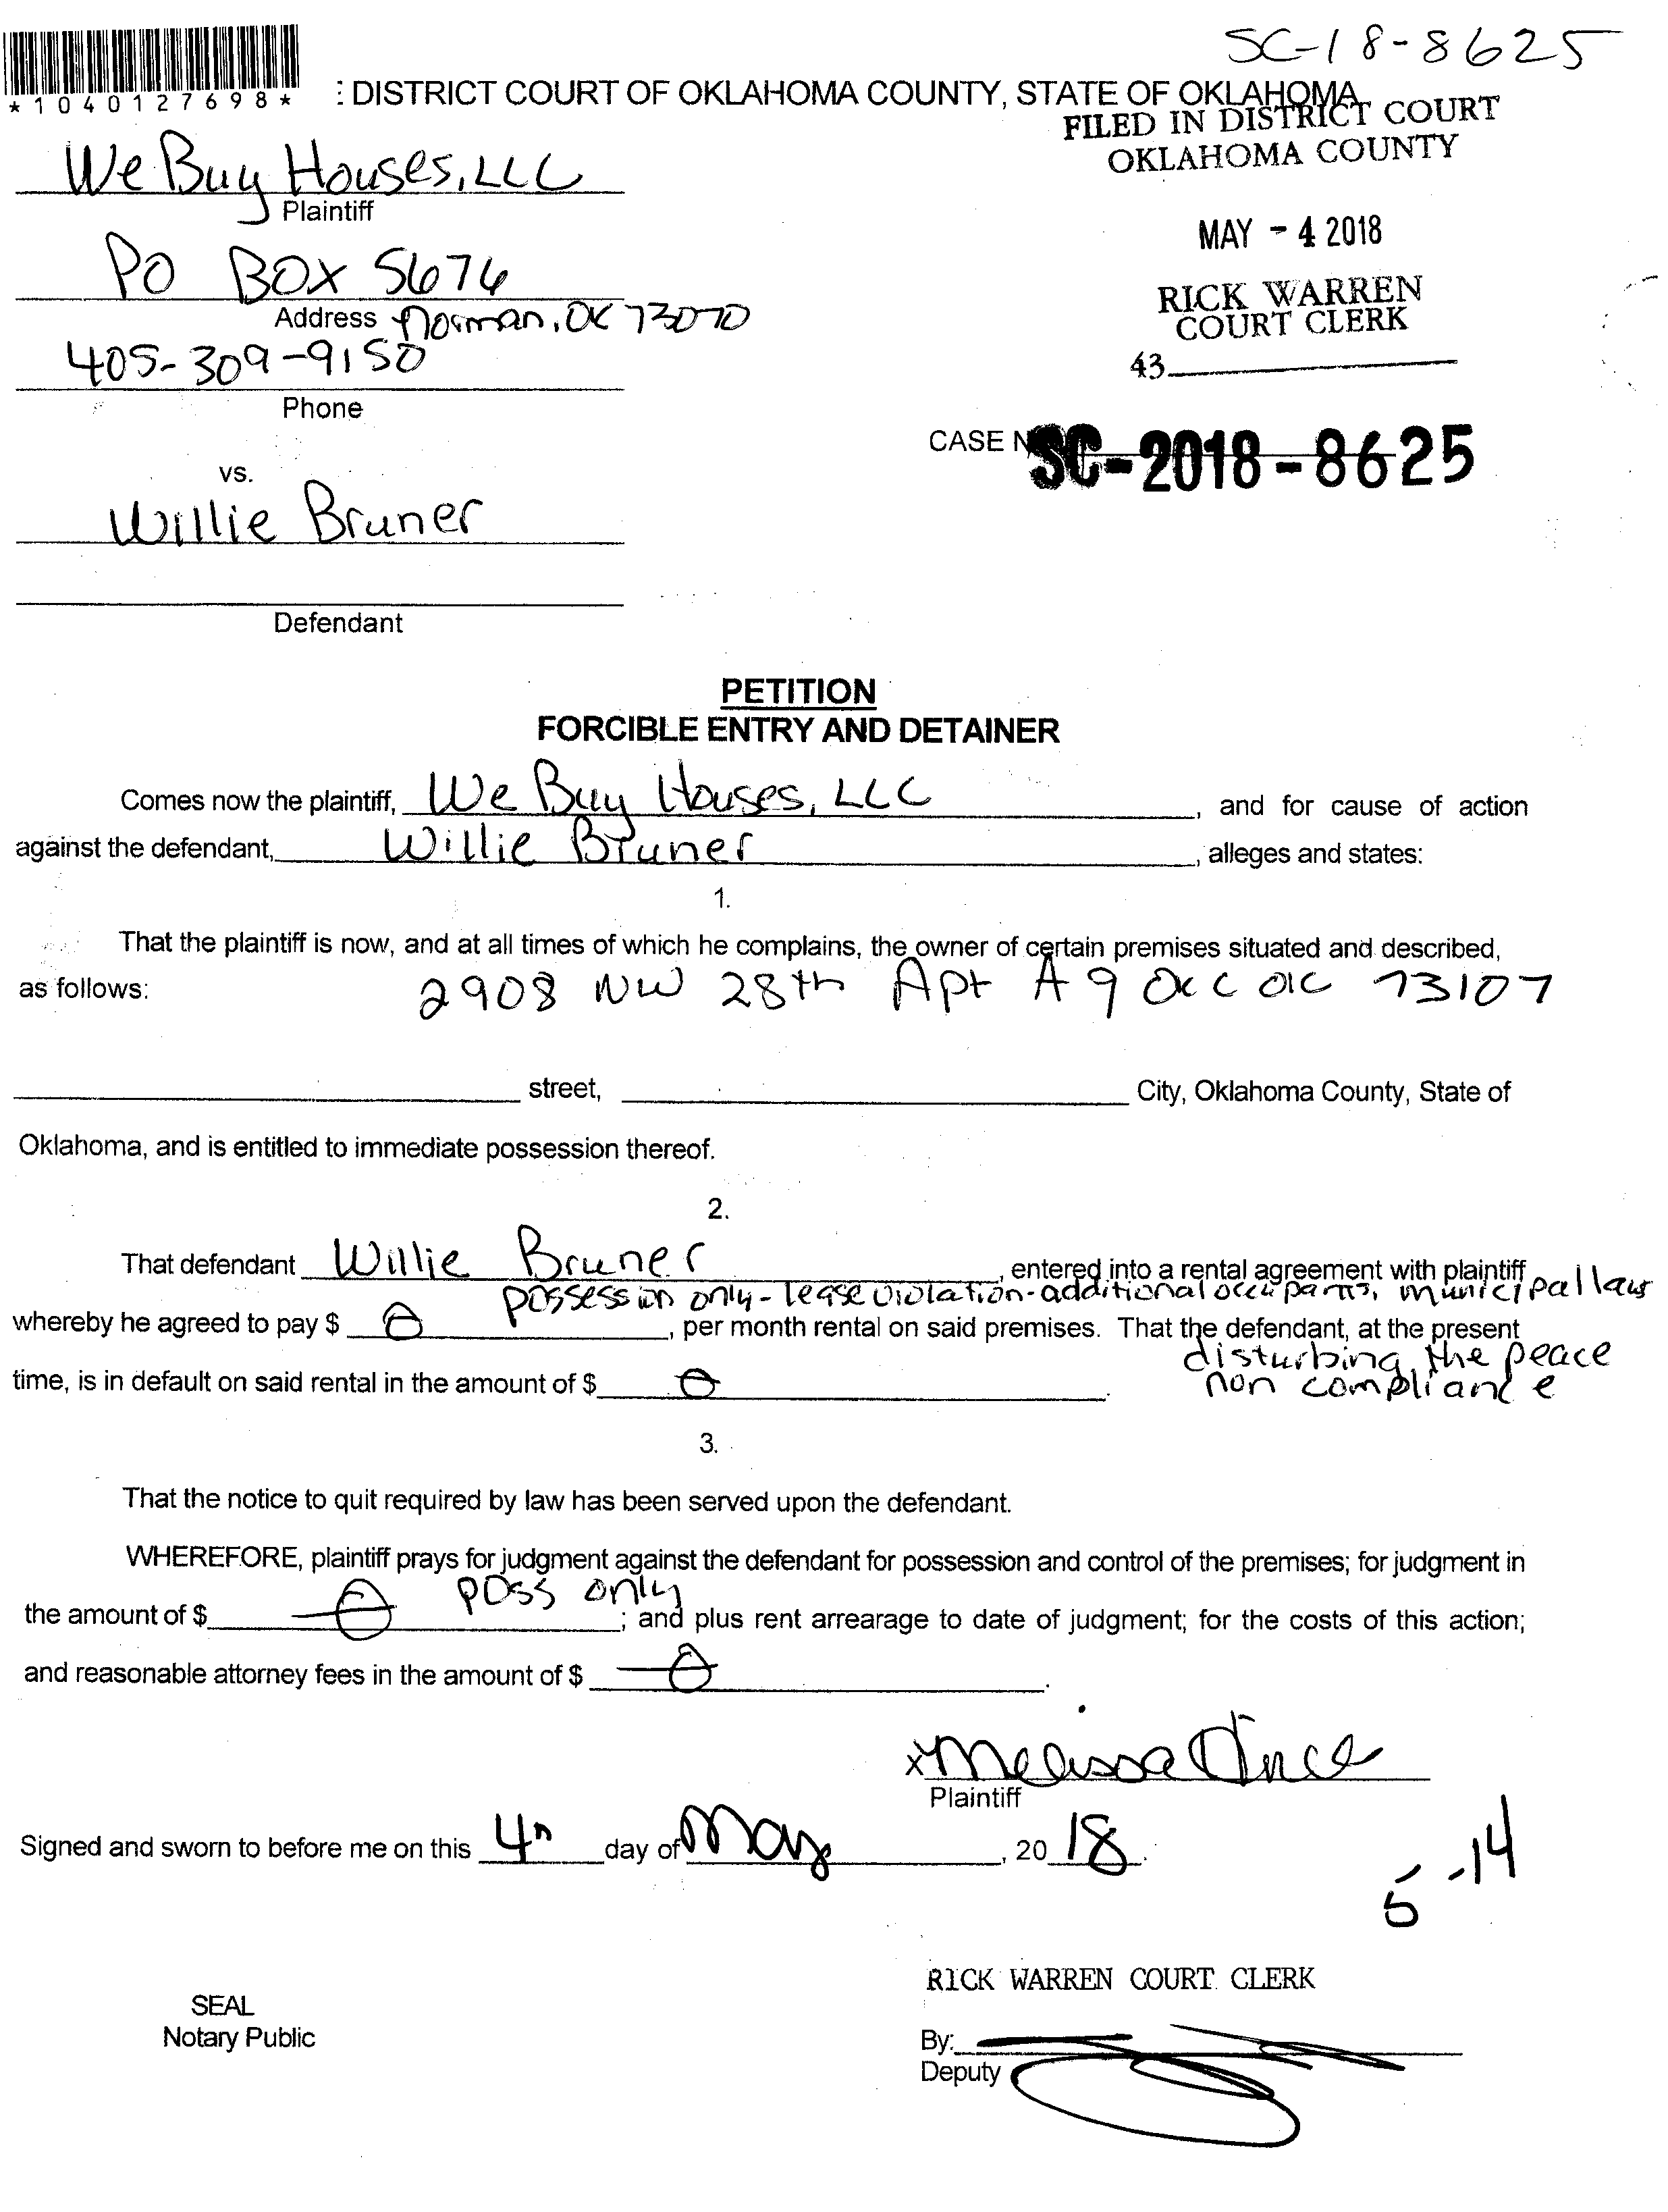 SC-18-8625
*1040127698*
: DISTRICT COURT OF OKLAHOMA COUNTY, STATE OF OKLAHOMA
FILED IN DISTRICT COURT
OKLAHOMA COUNTY
We Buy Houses, LLC
Plaintiff
MAY - 4 2018
PO BOX 5676
Address Norman, OK 73070
RICK WARREN
COURT CLERK
405-309-9150
43
Phone
CASE N SC-2018-8625
vs.
Willie Bruner
Defendant
PETITION
FORCIBLE ENTRY AND DETAINER
Comes now the plaintiff, We Buy Houses, LLC, and for cause of action
against the defendant, Willie Bruner, alleges and states:
1.
That the plaintiff is now, and at all times of which he complains, the owner of certain premises situated and described,
as follows: 2908 NW 28th Apt A9 OKC OK 73107
street, City, Oklahoma County, State of
Oklahoma, and is entitled to immediate possession thereof.
2.
That defendant Willie Bruner, entered into a rental agreement with plaintiff
possession only - lease violation - additional occupants, municipal law
whereby he agreed to pay $ 0, per month rental on said premises. That the defendant, at the present
disturbing the peace
time, is in default on said rental in the amount of $ 0.
non compliance
3.
That the notice to quit required by law has been served upon the defendant.
WHEREFORE, plaintiff prays for judgment against the defendant for possession and control of the premises; for judgment in
poss only
the amount of $ 0; and plus rent arrearage to date of judgment; for the costs of this action;
and reasonable attorney fees in the amount of $ 0.
x Melissa
Plaintiff
Signed and sworn to before me on this 4th day of May, 2018.
5-14
RICK WARREN COURT CLERK
SEAL
Notary Public
By:
Deputy